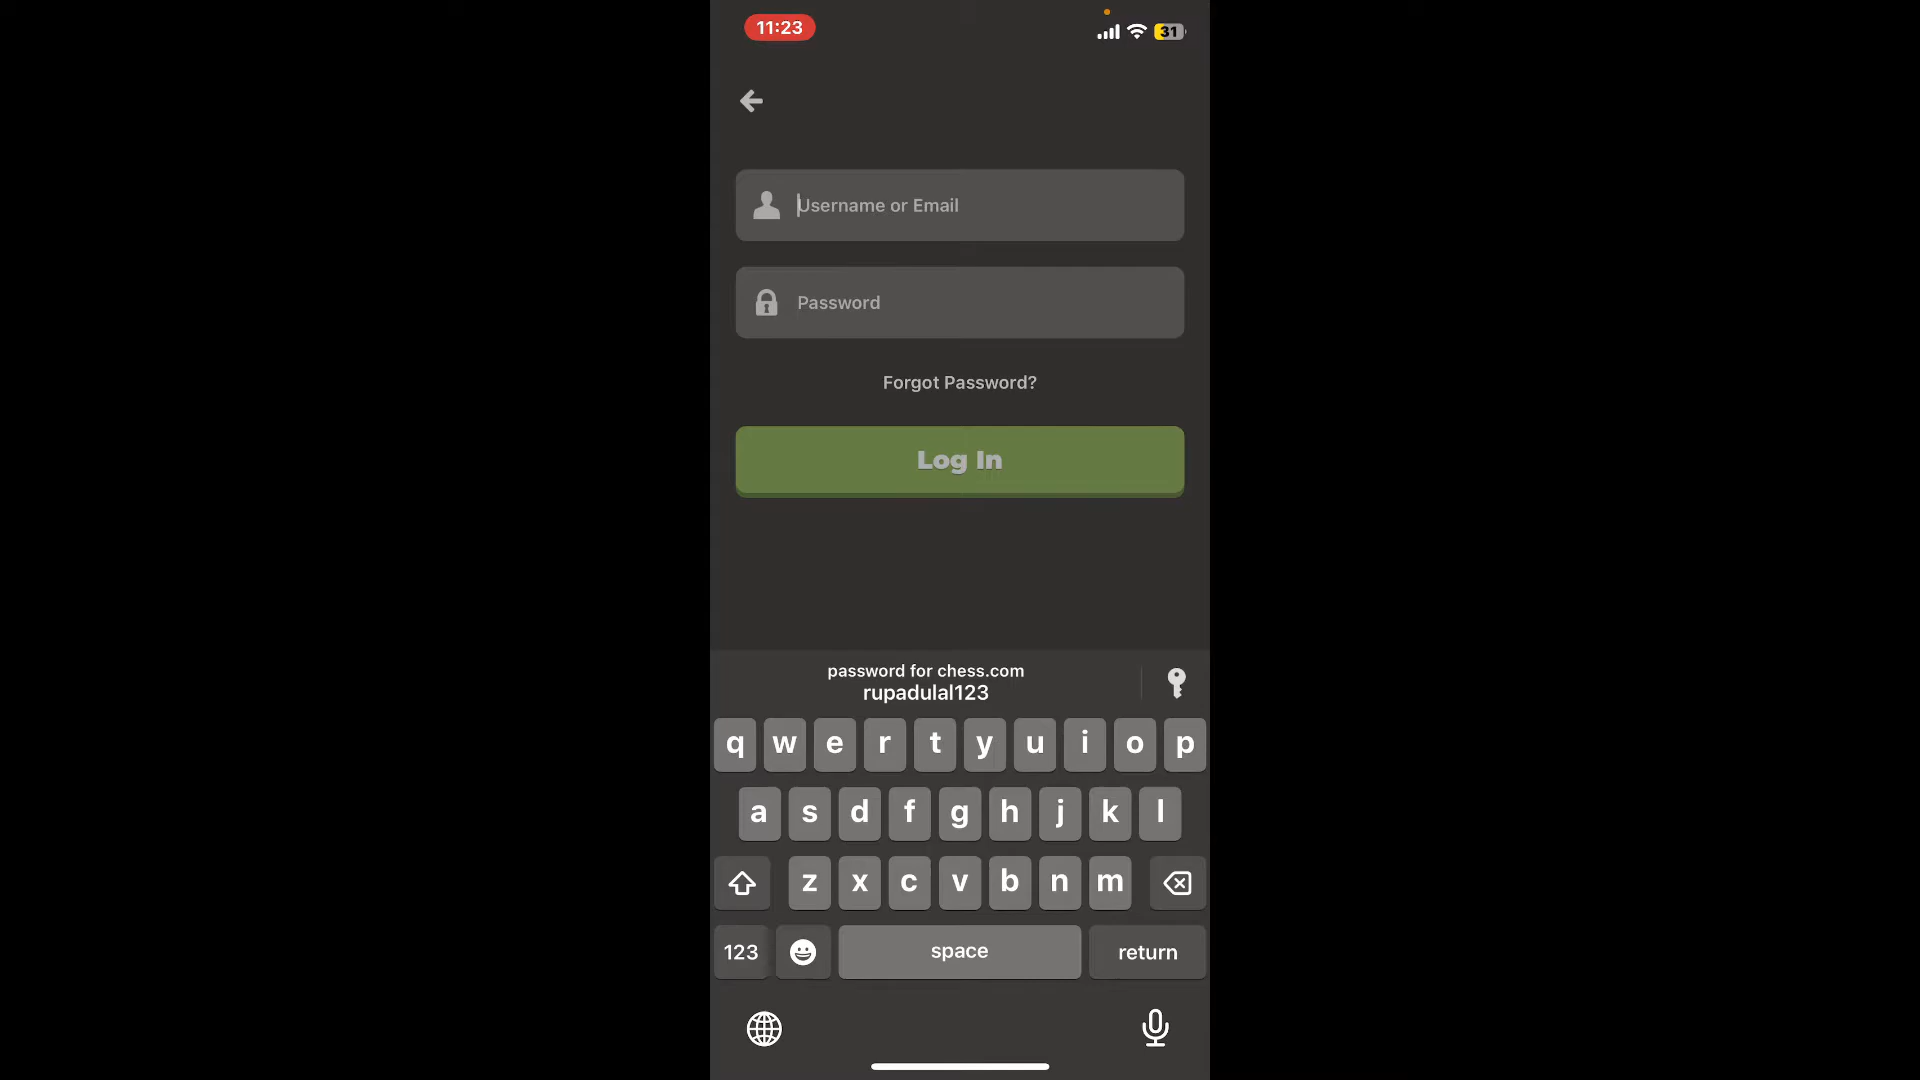 11:23
31
Username or Email
Password
Forgot Password?
Log In
password for chess.com
rupadulal123
q w e r t y u i o p
a s d f g h j k l
z x c v b n m
123 space return